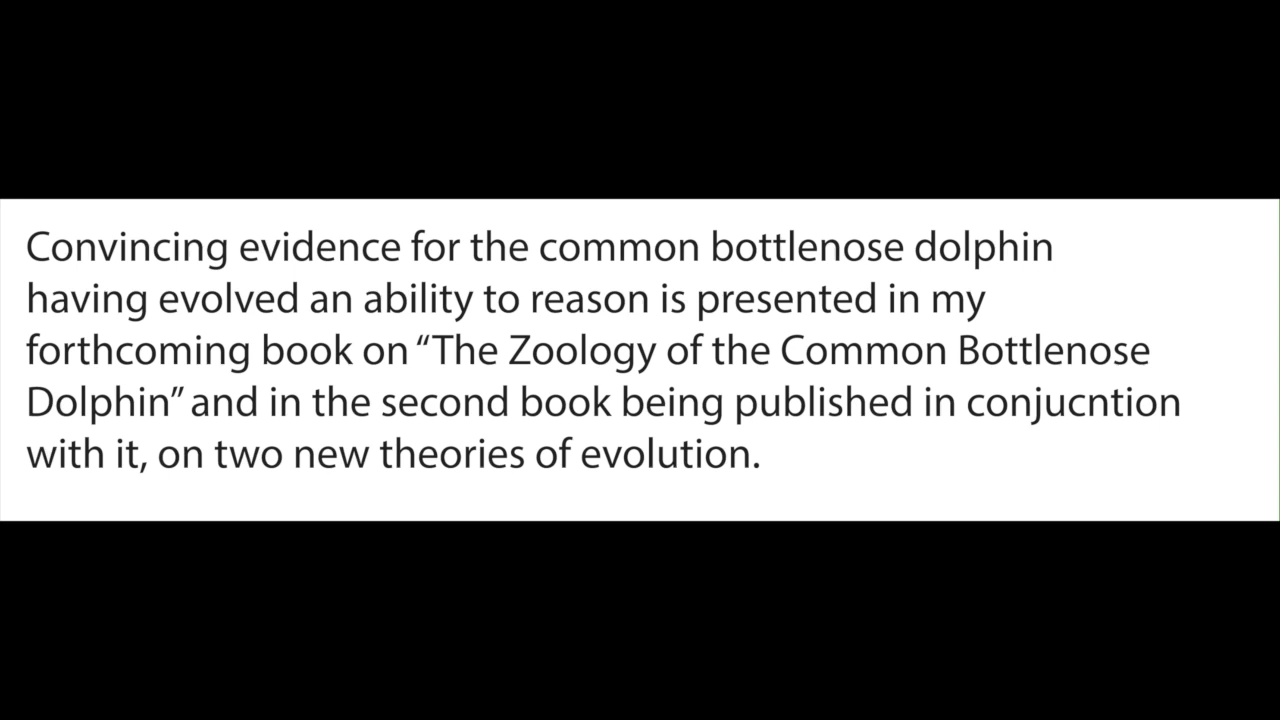 Convincing evidence for the common bottlenose dolphin
having evolved an ability to reason is presented in my
forthcoming book on “The Zoology of the Common Bottlenose
Dolphin” and in the second book being published in conjucntion
with it, on two new theories of evolution.